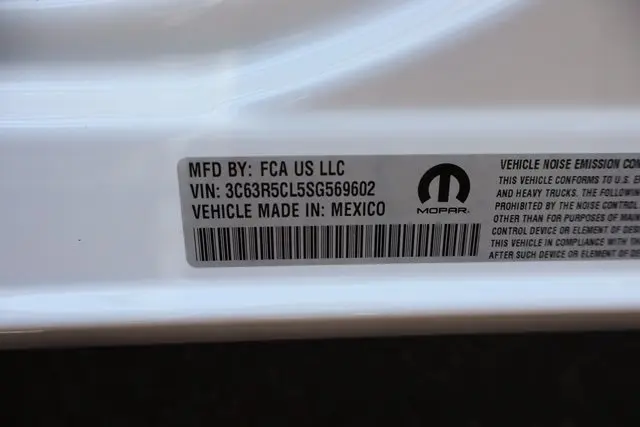 MFD BY: FCA US LLC
VIN: 3C63R5CL5SG569602
VEHICLE MADE IN: MEXICO
MOPAR
VEHICLE NOISE EMISSION
THIS VEHICLE CONFORMS TO U.S.
AND HEAVY TRUCKS. THE FOLLOWING
PROHIBITED BY THE NOISE CONTROL
OTHER THAN FOR PURPOSES OF
CONTROL DEVICE OR ELEMENT OF
THIS VEHICLE IN COMPLIANCE WITH
AFTER SUCH DEVICE OR ELEMENT OF